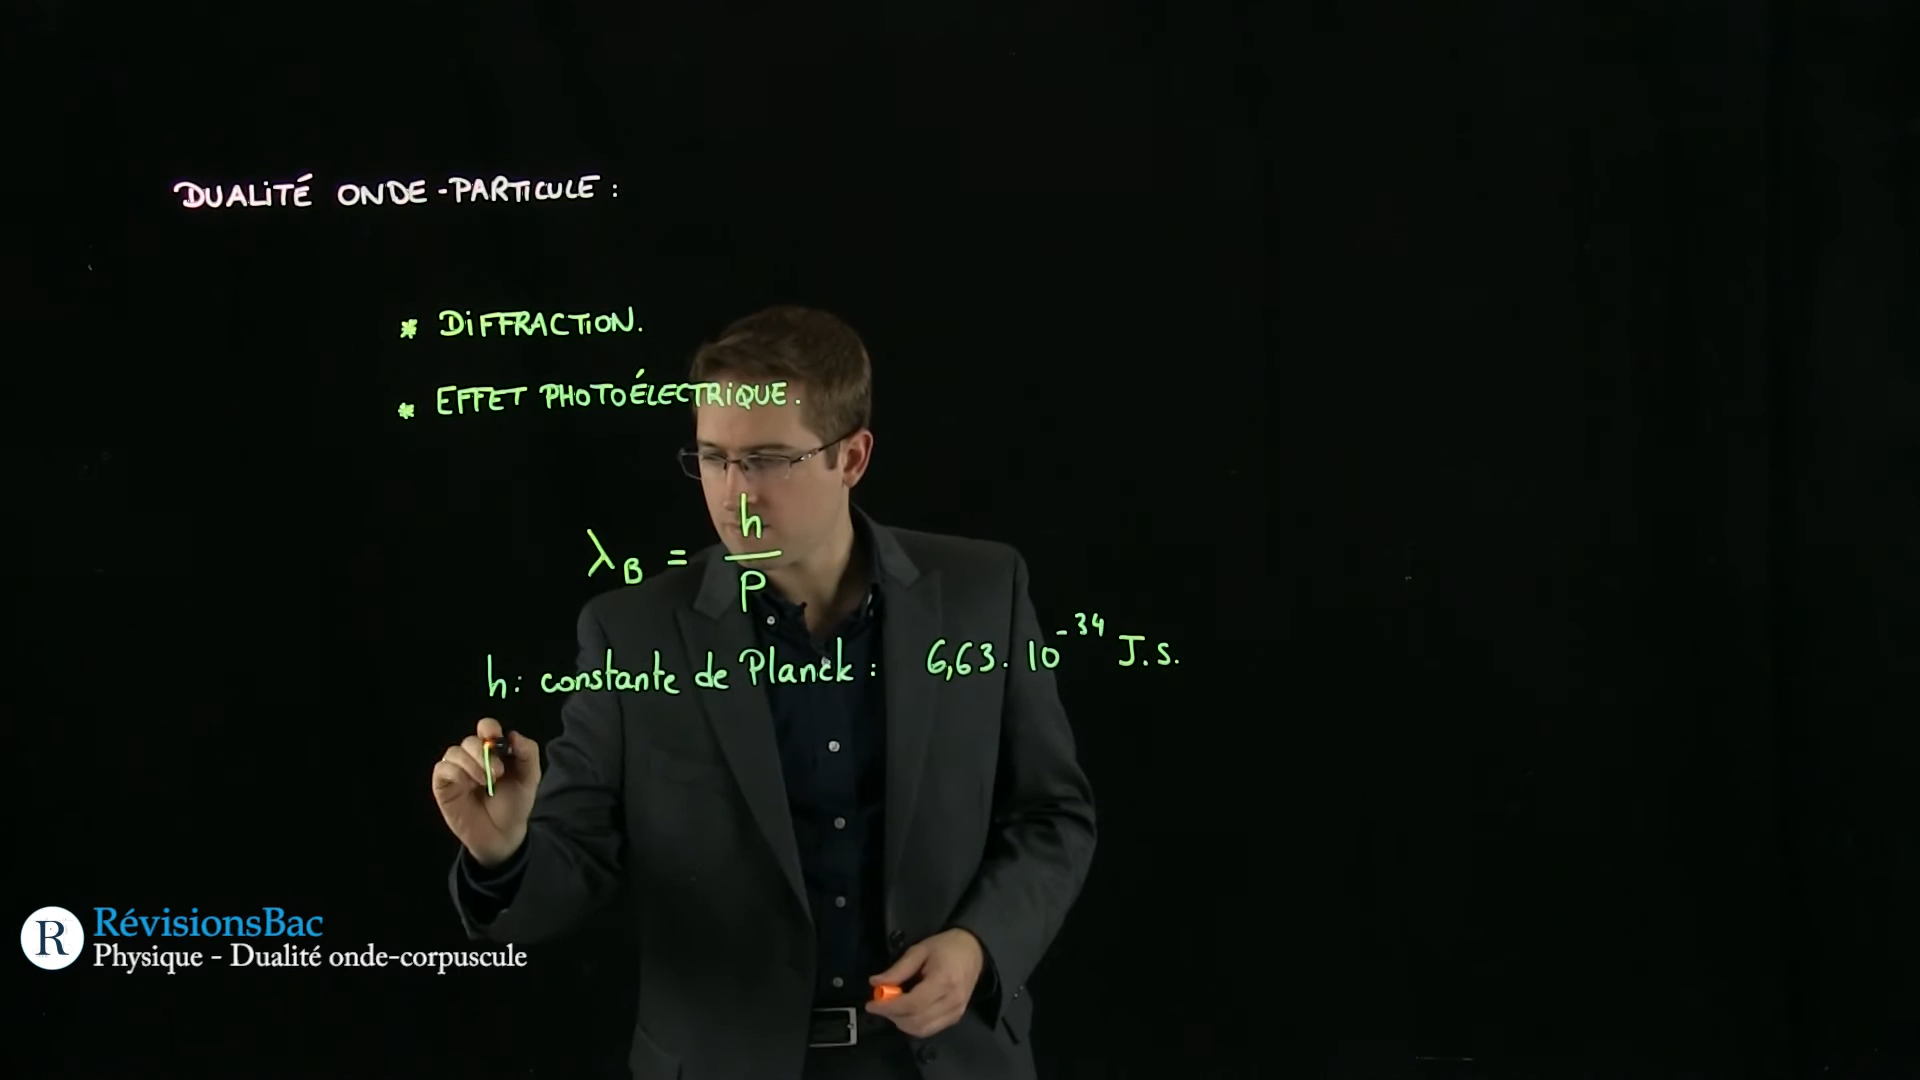 DUALITÉ ONDE-PARTICULE :
* DIFFRACTION.
* EFFET PHOTOÉLECTRIQUE.
λB = h/P
h : constante de Planck : 6,63. 10^-34 J.s.
R RévisionsBac
Physique - Dualité onde-corpuscule